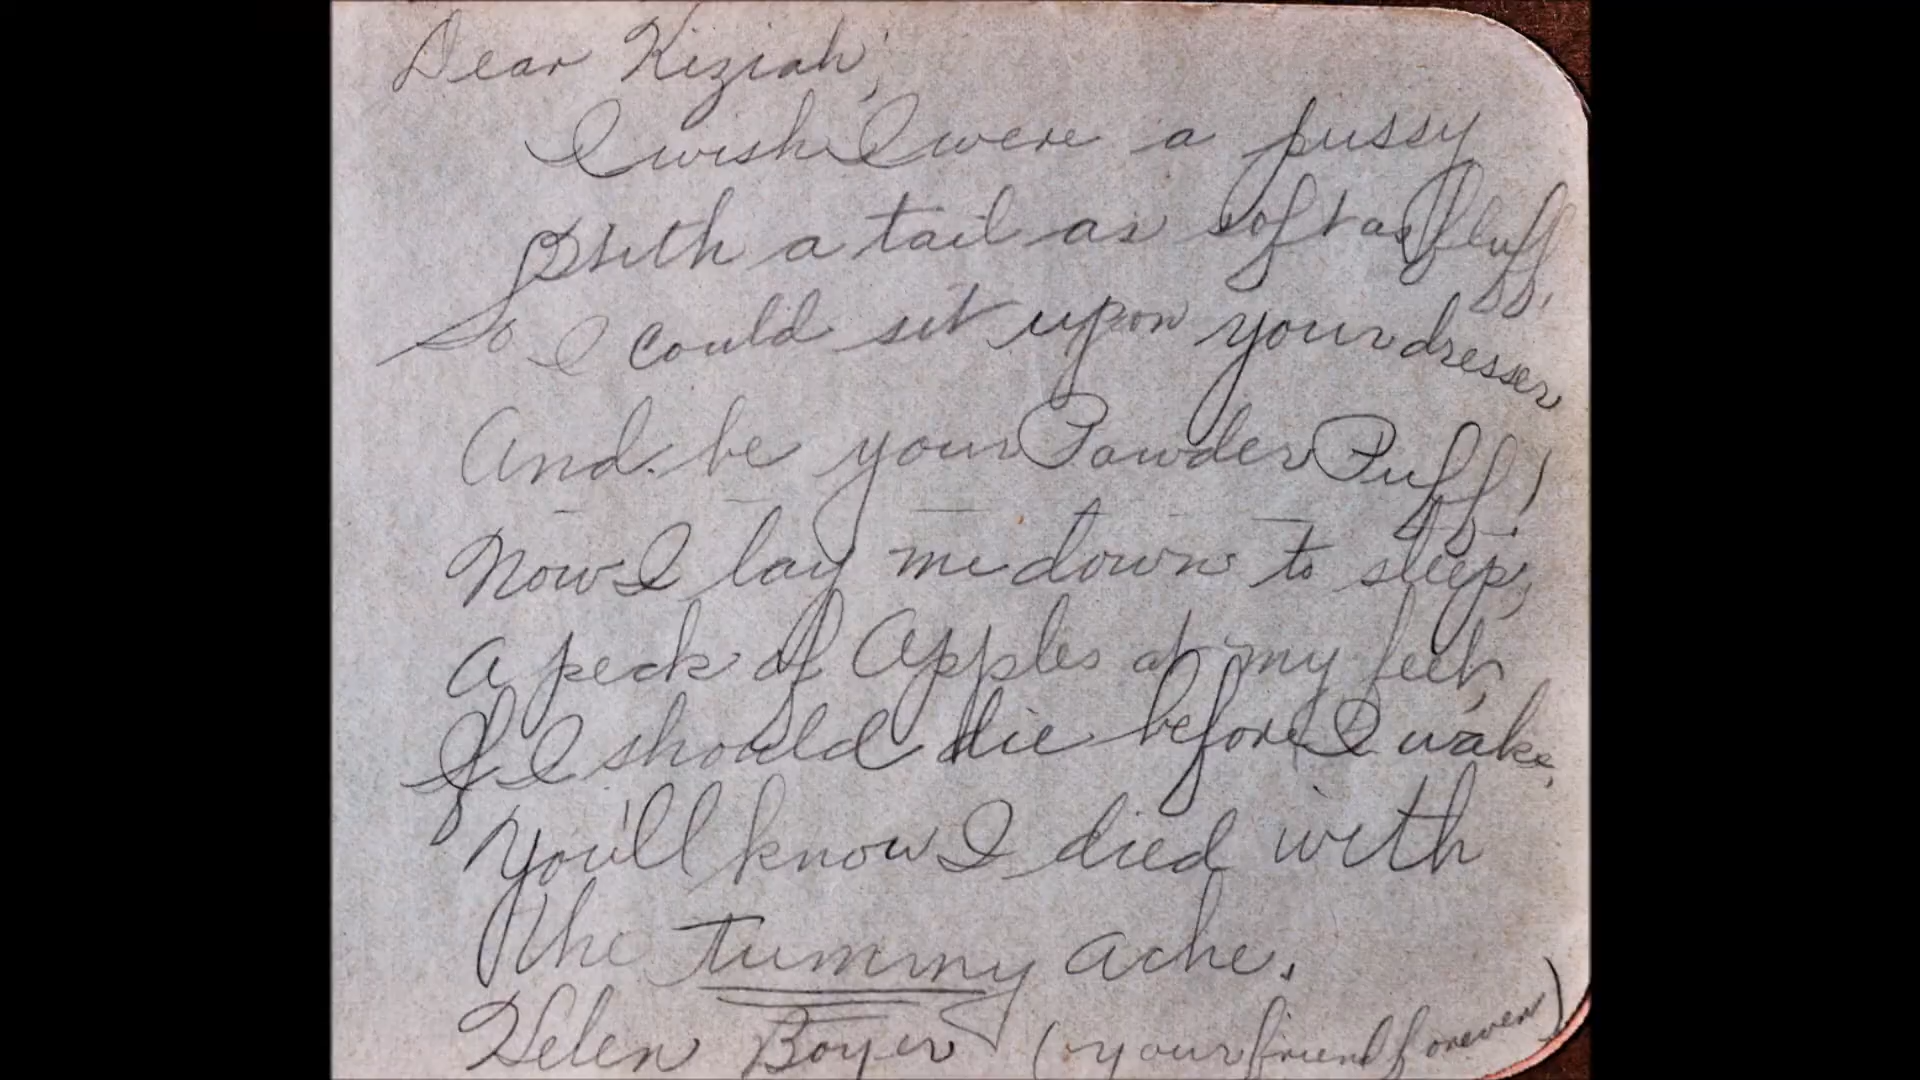 Dear Kiziah,
I wish I were a pussy
With a tail as soft as fluff,
So I could set upon your dresser
And be your Powder Puff!
Now I lay me down to sleep,
A peck of Apples at my feet,
If I should die before I wake,
You'll know I died with
the tummy ache.
Helen Boyer (your friend forever)